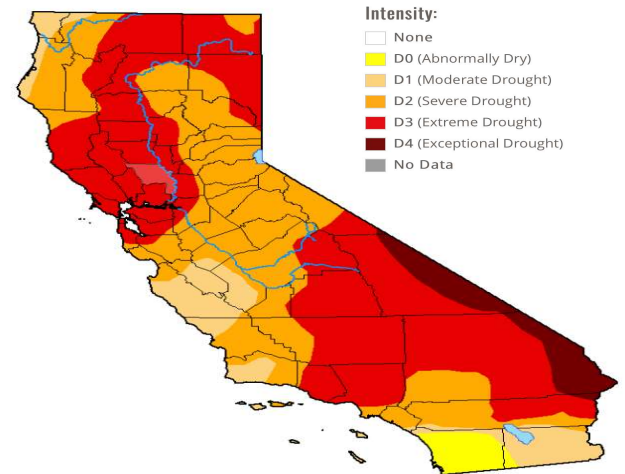 Intensity:
None
D0 (Abnormally Dry)
D1 (Moderate Drought)
D2 (Severe Drought)
D3 (Extreme Drought)
D4 (Exceptional Drought)
No Data